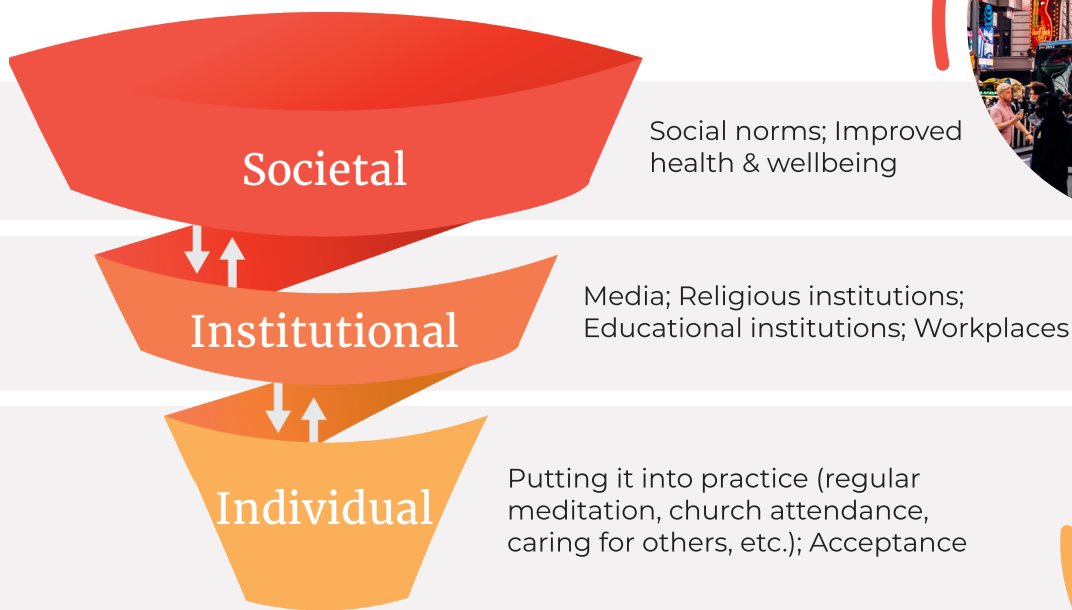 Societal
Social norms; Improved
health & wellbeing
Institutional
Media; Religious institutions;
Educational institutions; Workplaces
Individual
Putting it into practice (regular
meditation, church attendance,
caring for others, etc.); Acceptance